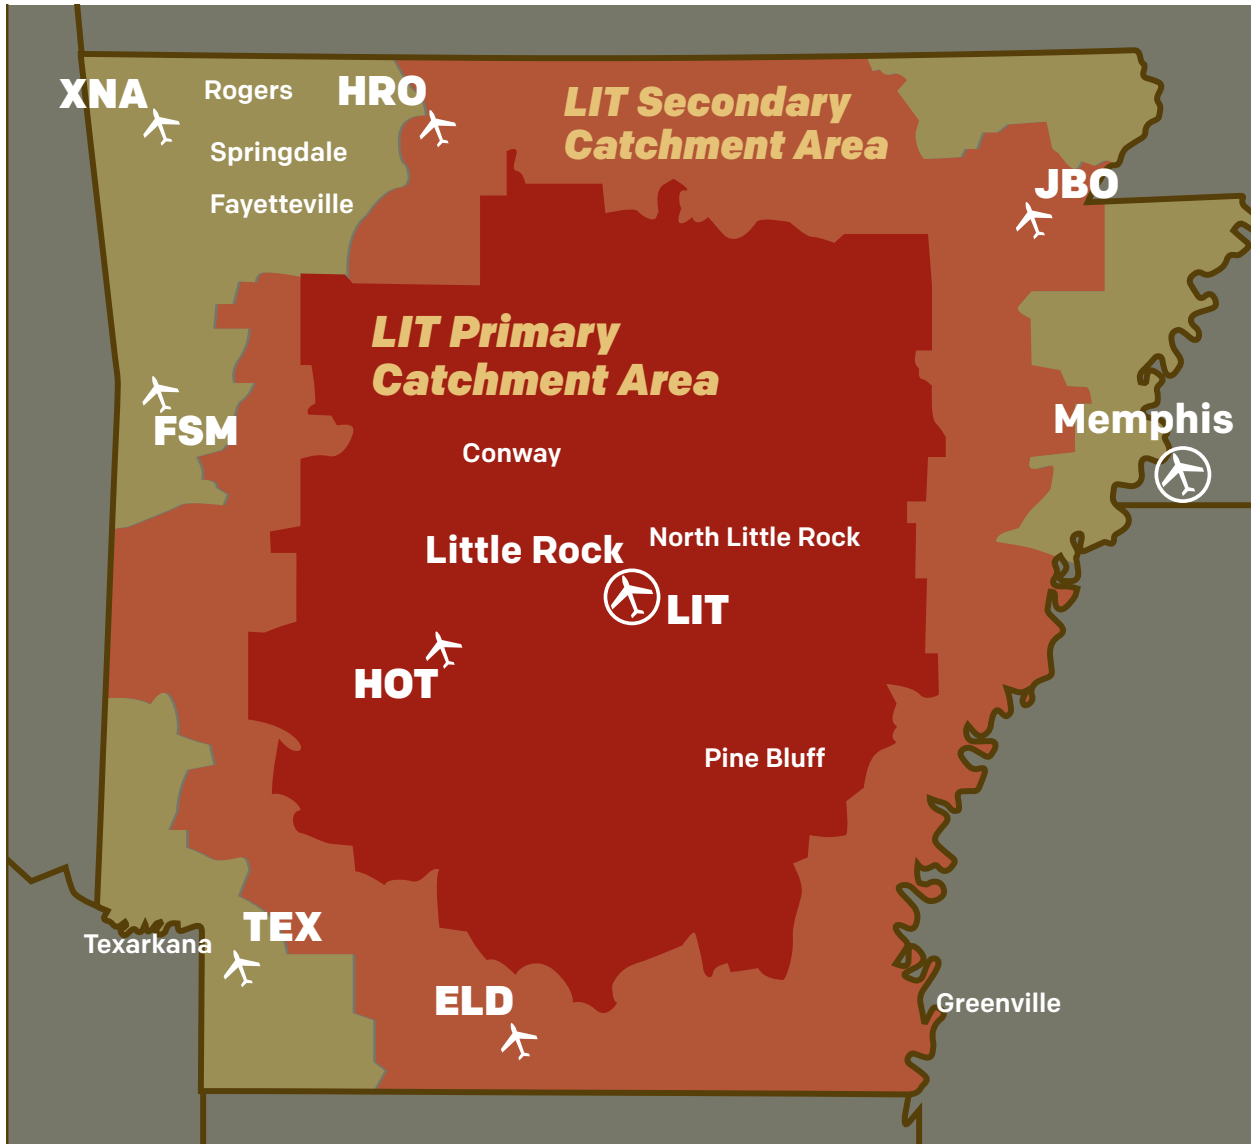 XNA
Rogers
HRO
LIT Secondary
Catchment Area
Springdale
JBO
Fayetteville
LIT Primary
Catchment Area
FSM
Memphis
Conway
Little Rock
North Little Rock
LIT
HOT
Pine Bluff
TEX
Texarkana
ELD
Greenville